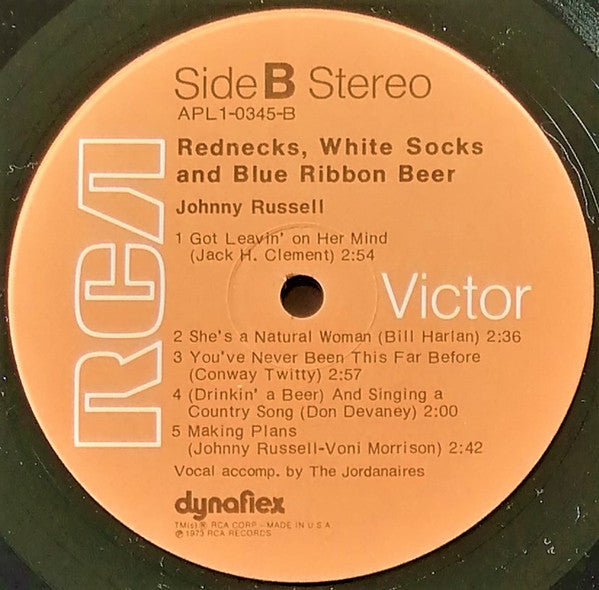 Side B Stereo
APL1-0345-B
Rednecks, White Socks
and Blue Ribbon Beer
Johnny Russell
1 Got Leavin' on Her Mind
(Jack H. Clement) 2:54
RCA
Victor
2 She's a Natural Woman (Bill Harlan) 2:36
3 You've Never Been This Far Before
(Conway Twitty) 2:57
4 (Drinkin' a Beer) And Singing a
Country Song (Don Devaney) 2:00
5 Making Plans
(Johnny Russell-Voni Morrison) 2:42
Vocal accomp. by The Jordanaires
dynaflex
TM(s) ® RCA CORP - MADE IN U.S.A.
℗ 1973 RCA RECORDS